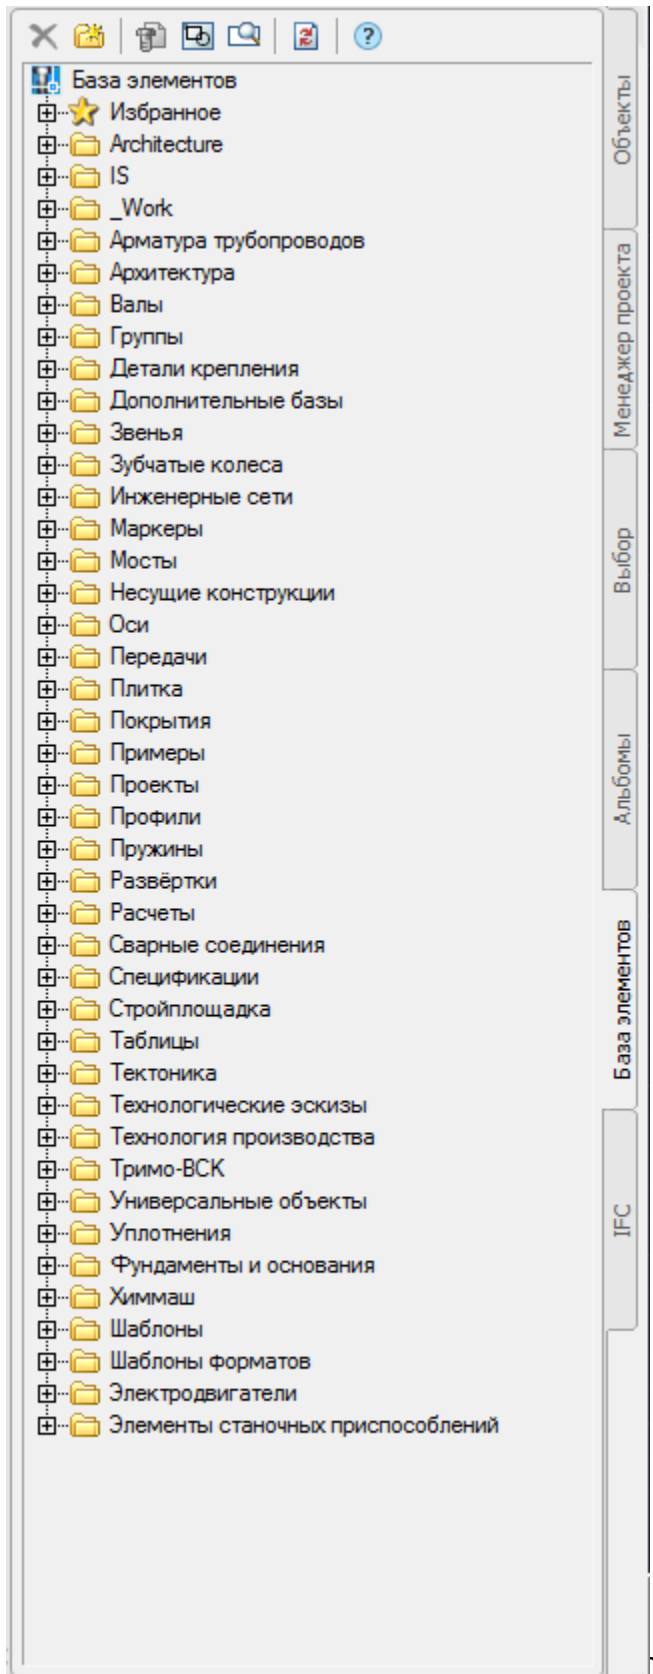 База элементов
Избранное
Architecture
IS
_Work
Арматура трубопроводов
Архитектура
Валы
Группы
Детали крепления
Дополнительные базы
Звенья
Зубчатые колеса
Инженерные сети
Маркеры
Мосты
Несущие конструкции
Оси
Передачи
Плитка
Покрытия
Примеры
Проекты
Профили
Пружины
Развёртки
Расчеты
Сварные соединения
Спецификации
Стройплощадка
Таблицы
Тектоника
Технологические эскизы
Технология производства
Тримо-ВСК
Универсальные объекты
Уплотнения
Фундаменты и основания
Химмаш
Шаблоны
Шаблоны форматов
Электродвигатели
Элементы станочных приспособлений
Объекты
Менеджер проекта
Выбор
Альбомы
База элементов
IFC